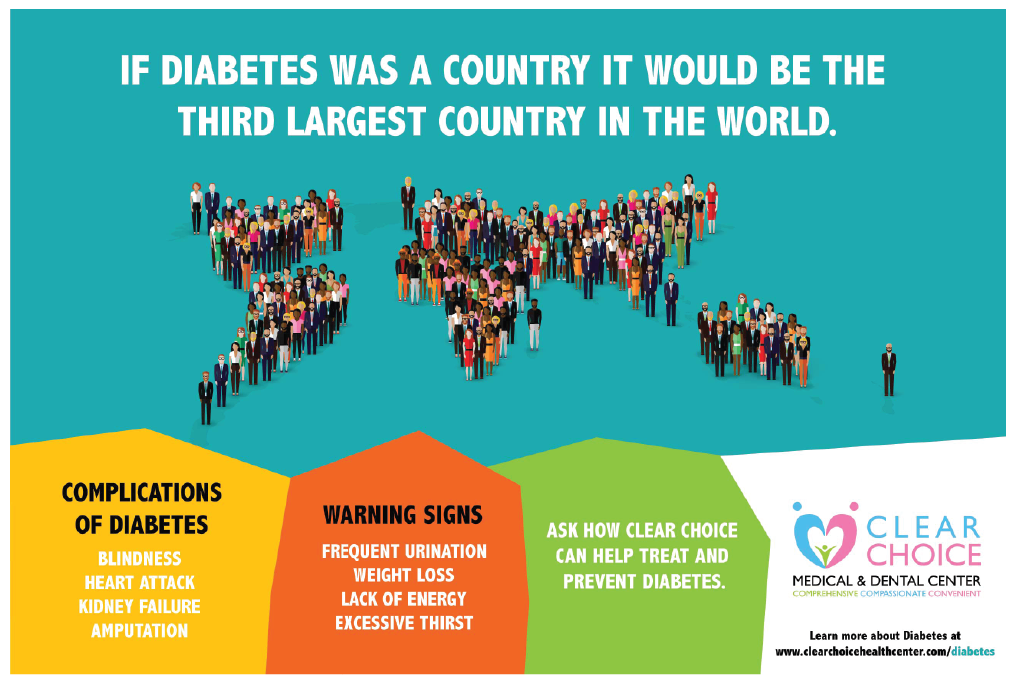 IF DIABETES WAS A COUNTRY IT WOULD BE THE
THIRD LARGEST COUNTRY IN THE WORLD.
COMPLICATIONS
OF DIABETES
BLINDNESS
HEART ATTACK
KIDNEY FAILURE
AMPUTATION
WARNING SIGNS
FREQUENT URINATION
WEIGHT LOSS
LACK OF ENERGY
EXCESSIVE THIRST
ASK HOW CLEAR CHOICE
CAN HELP TREAT AND
PREVENT DIABETES.
CLEAR
CHOICE
MEDICAL & DENTAL CENTER
COMPREHENSIVE COMPASSIONATE CONVENIENT
Learn more about Diabetes at
www.clearchoicehealthcenter.com/diabetes